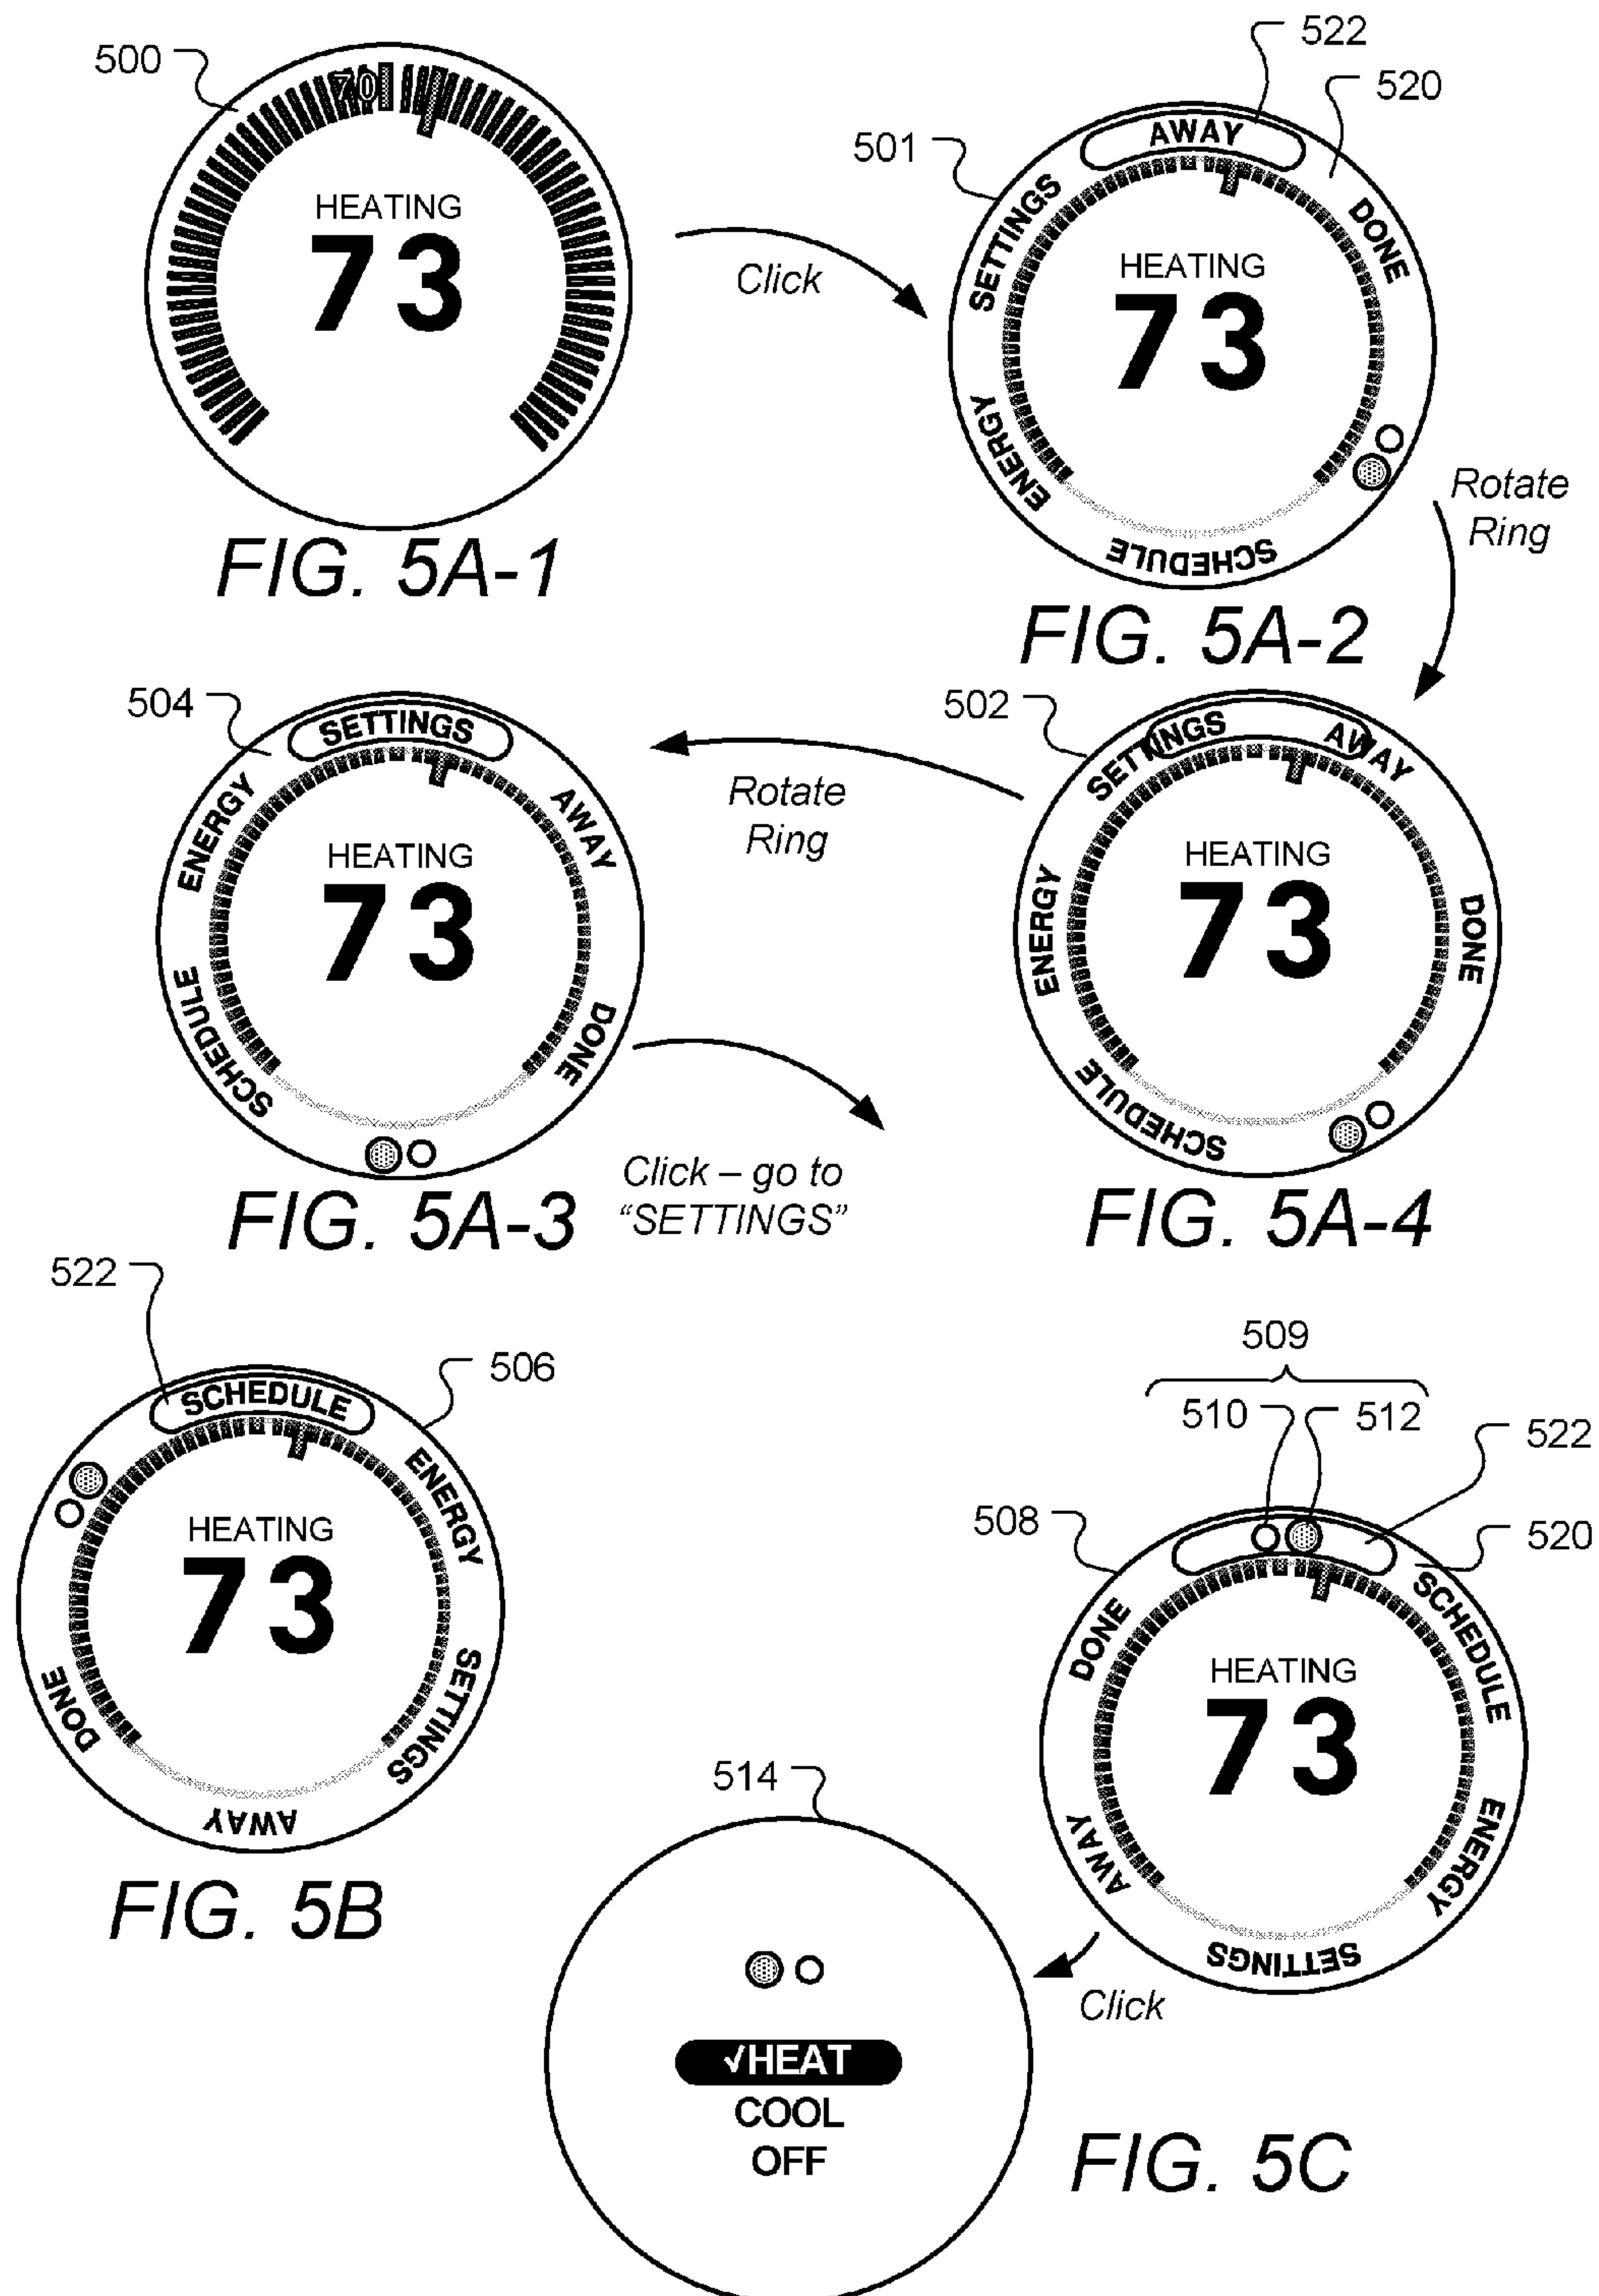 500
70
HEATING
73
FIG. 5A-1
Click
522
520
501
AWAY
SETTINGS
DONE
HEATING
73
ENERGY
SCHEDULE
FIG. 5A-2
Rotate
Ring
504
SETTINGS
ENERGY
AWAY
HEATING
73
SCHEDULE
DONE
FIG. 5A-3
Rotate
Ring
502
SETTINGS
AWAY
ENERGY
DONE
HEATING
73
SCHEDULE
FIG. 5A-4
Click – go to
“SETTINGS”
522
506
SCHEDULE
ENERGY
HEATING
73
DONE
SETTINGS
AWAY
FIG. 5B
509
510
512
522
508
520
DONE
SCHEDULE
HEATING
73
AWAY
ENERGY
SETTINGS
Click
514
√HEAT
COOL
OFF
FIG. 5C